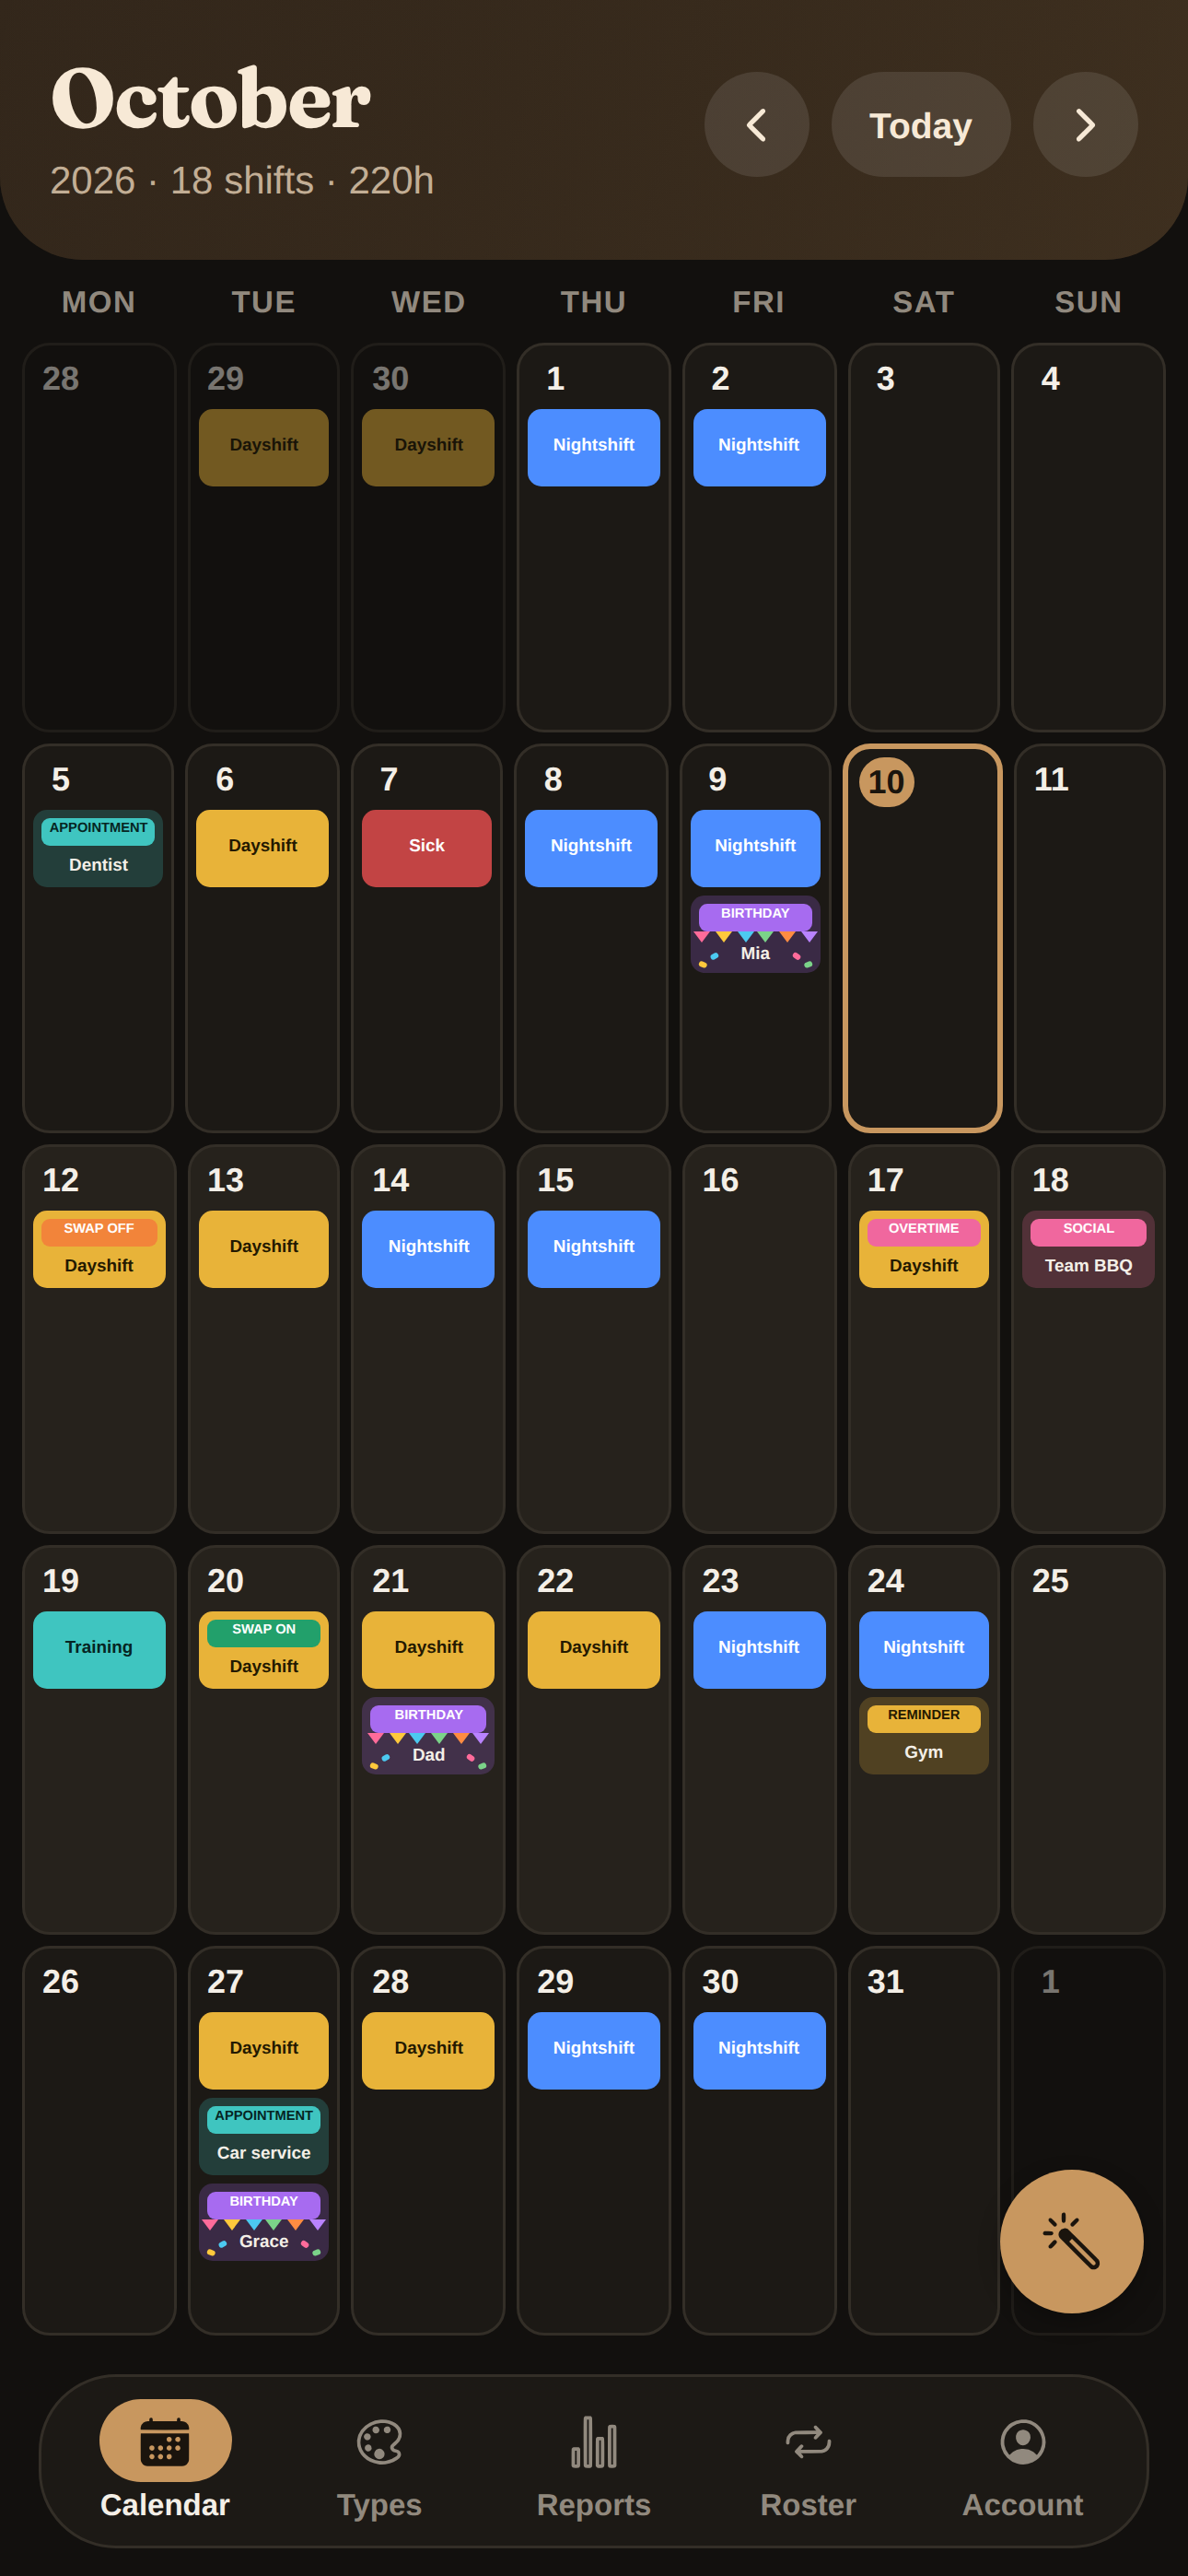 October
Today
2026 · 18 shifts · 220h
MON TUE WED THU FRI SAT SUN
28 29 30 1 2 3 4
Dayshift Dayshift Nightshift Nightshift
5 6 7 8 9 10 11
APPOINTMENT
Dentist
Dayshift Sick Nightshift Nightshift
BIRTHDAY
Mia
12 13 14 15 16 17 18
SWAP OFF
Dayshift
Dayshift Nightshift Nightshift
OVERTIME
Dayshift
SOCIAL
Team BBQ
19 20 21 22 23 24 25
Training
SWAP ON
Dayshift
Dayshift
BIRTHDAY
Dad
Dayshift Nightshift Nightshift
REMINDER
Gym
26 27 28 29 30 31 1
Dayshift Dayshift Nightshift Nightshift
APPOINTMENT
Car service
BIRTHDAY
Grace
Calendar Types Reports Roster Account